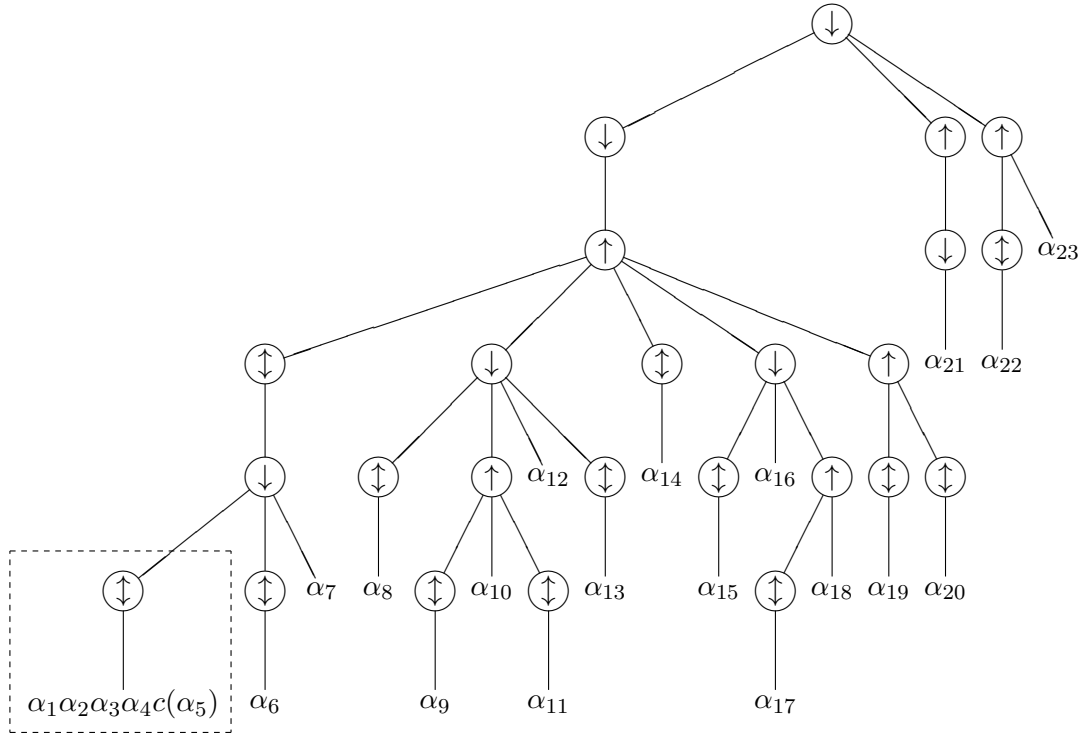 ↓
↓ ↑ ↑
↑ ↓ ↕ α₂₃
↕ ↓ ↕ ↓ ↑ α₂₁ α₂₂
↓ ↕ ↑ α₁₂ ↕ α₁₄ ↕ α₁₆ ↑ ↕ ↕
↕ ↕ α₇ α₈ ↕ α₁₀ ↕ α₁₃ α₁₅ ↕ α₁₈ α₁₉ α₂₀
α₁α₂α₃α₄c(α₅) α₆ α₉ α₁₁ α₁₇